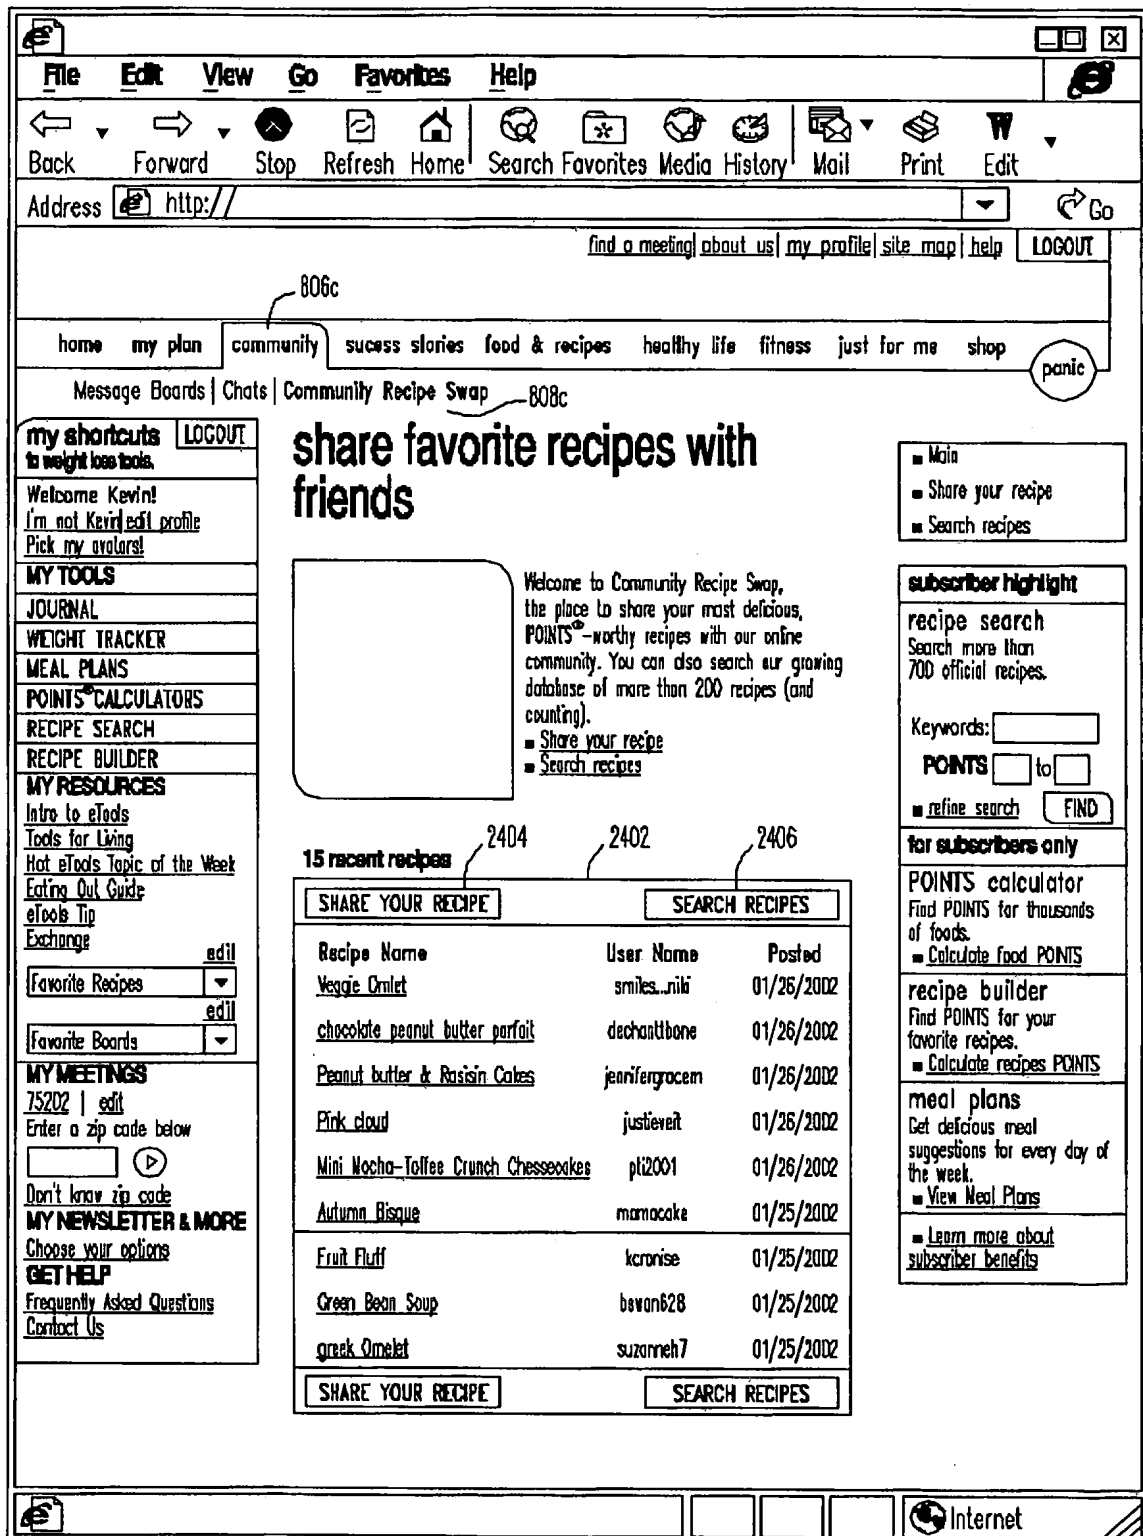 File Edit View Go Favorites Help
Back Forward Stop Refresh Home Search Favorites Media History Mail Print Edit
Address http:// Go
find a meeting| about us| my profile| site map | help LOGOUT
806c
home my plan community sucess stories food & recipes healthy life fitness just for me shop
panic
Message Boards | Chats | Community Recipe Swap 808c
my shortcuts LOGOUT
to weight loss tools.
Welcome Kevin!
I'm not Kevin|edit profile
Pick my avatars!
MY TOOLS
JOURNAL
WEIGHT TRACKER
MEAL PLANS
POINTS® CALCULATORS
RECIPE SEARCH
RECIPE BUILDER
MY RESOURCES
Intro to eTools
Tools for Living
Hot eTools Topic of the Week
Eating Out Guide
eTools Tip
Exchange
edit
Favorite Recipes
edit
Favorite Boards
MY MEETINGS
75202 | edit
Enter a zip code below
Don't know zip code
MY NEWSLETTER & MORE
Choose your options
GET HELP
Frequently Asked Questions
Contact Us
share favorite recipes with
friends
Welcome to Community Recipe Swap,
the place to share your most delicious,
POINTS®-worthy recipes with our online
community. You can also search our growing
database of more than 200 recipes (and
counting).
Share your recipe
Search recipes
15 recent recipes
2404 2402 2406
SHARE YOUR RECIPE SEARCH RECIPES
Recipe Name User Name Posted
Veggie Omlet smiles...niki 01/26/2002
chocolate peanut butter parfait dechanttbone 01/26/2002
Peanut butter & Rasisin Cakes jennifergracem 01/26/2002
Pink cloud justieveit 01/26/2002
Mini Mocha-Toffee Crunch Chessecakes pti2001 01/26/2002
Autumn Bisque mamacake 01/25/2002
Fruit Fluff kcronise 01/25/2002
Green Bean Soup bevan628 01/25/2002
greek Omelet suzanneh7 01/25/2002
SHARE YOUR RECIPE SEARCH RECIPES
Main
Share your recipe
Search recipes
subscriber highlight
recipe search
Search more than
700 official recipes.
Keywords:
POINTS to
refine search FIND
for subscribers only
POINTS calculator
Find POINTS for thousands
of foods.
Calculate food POINTS
recipe builder
Find POINTS for your
favorite recipes.
Calculate recipes POINTS
meal plans
Get delicious meal
suggestions for every day of
the week.
View Meal Plans
Learn more about
subscriber benefits
Internet